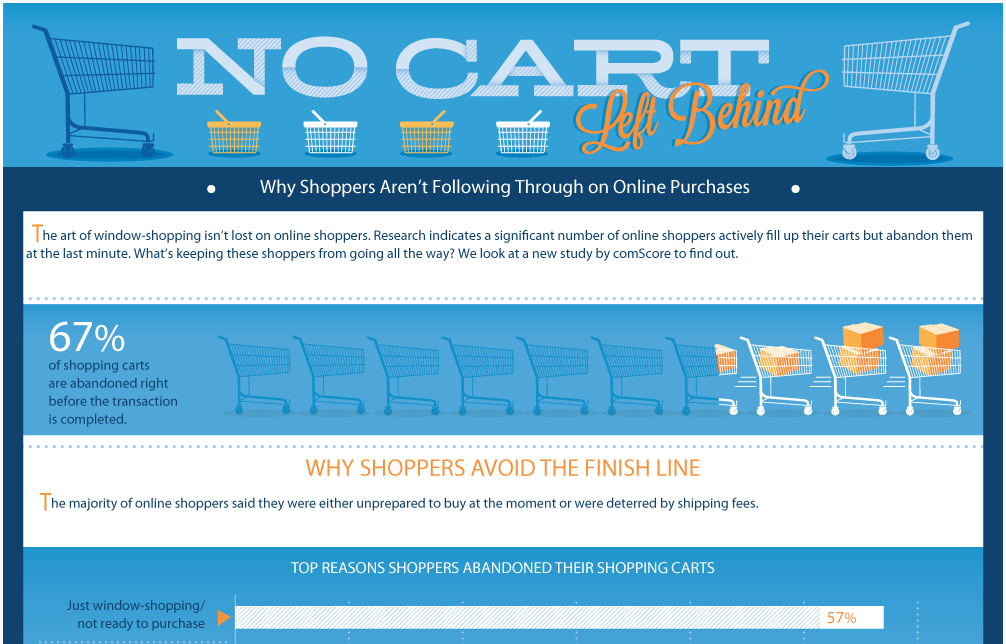 NO CART
Left Behind
Why Shoppers Aren't Following Through on Online Purchases
The art of window-shopping isn't lost on online shoppers. Research indicates a significant number of online shoppers actively fill up their carts but abandon them
at the last minute. What's keeping these shoppers from going all the way? We look at a new study by comScore to find out.
67%
of shopping carts
are abandoned right
before the transaction
is completed.
WHY SHOPPERS AVOID THE FINISH LINE
The majority of online shoppers said they were either unprepared to buy at the moment or were deterred by shipping fees.
TOP REASONS SHOPPERS ABANDONED THEIR SHOPPING CARTS
Just window-shopping/
not ready to purchase
57%